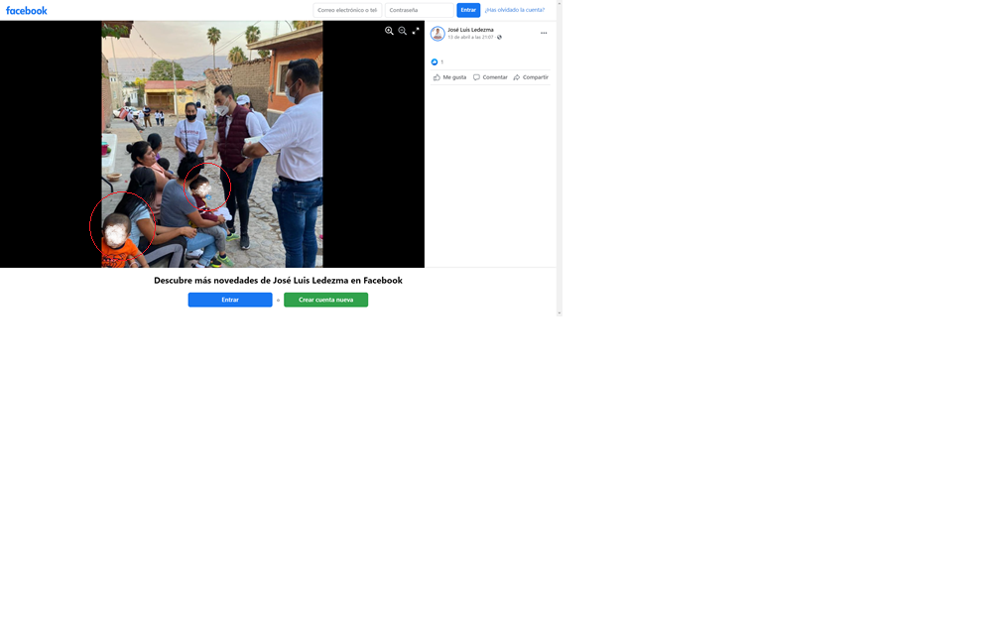 facebook
Correo electrónico o tel
Contraseña
Entrar
¿Has olvidado la cuenta?
José Luis Ledezma
13 de abril a las 21:07
1
Me gusta
Comentar
Compartir
Descubre más novedades de José Luis Ledezma en Facebook
Entrar
o
Crear cuenta nueva